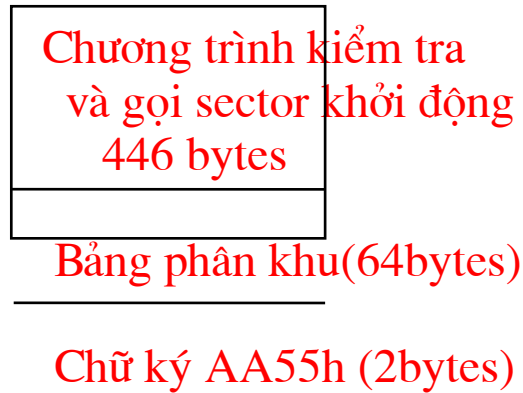 Chương trình kiểm tra
và gọi sector khởi động
446 bytes
Bảng phân khu(64bytes)
Chữ ký AA55h (2bytes)